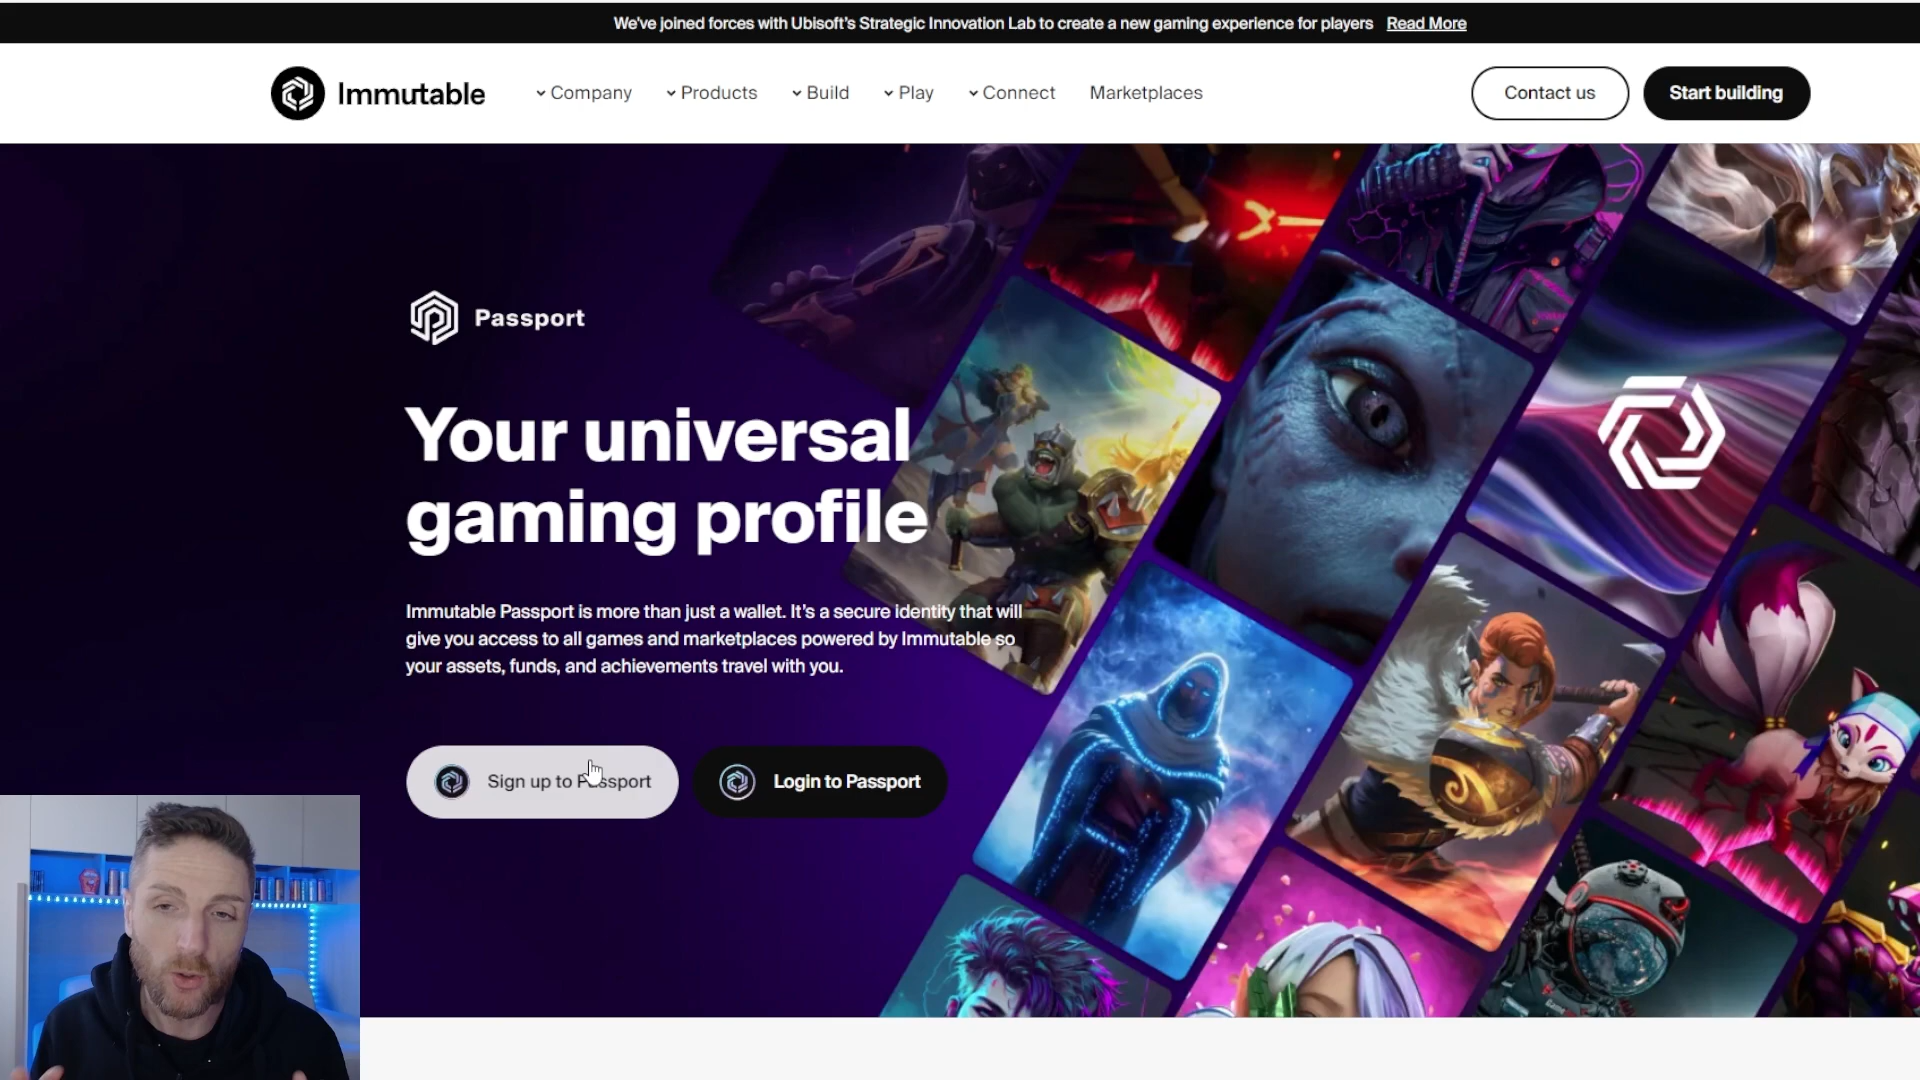 We've joined forces with Ubisoft's Strategic Innovation Lab to create a new gaming experience for players Read More
Immutable Company Products Build Play Connect Marketplaces Contact us Start building
Passport
Your universal
gaming profile
Immutable Passport is more than just a wallet. It's a secure identity that will
give you access to all games and marketplaces powered by Immutable so
your assets, funds, and achievements travel with you.
Sign up to Passport Login to Passport